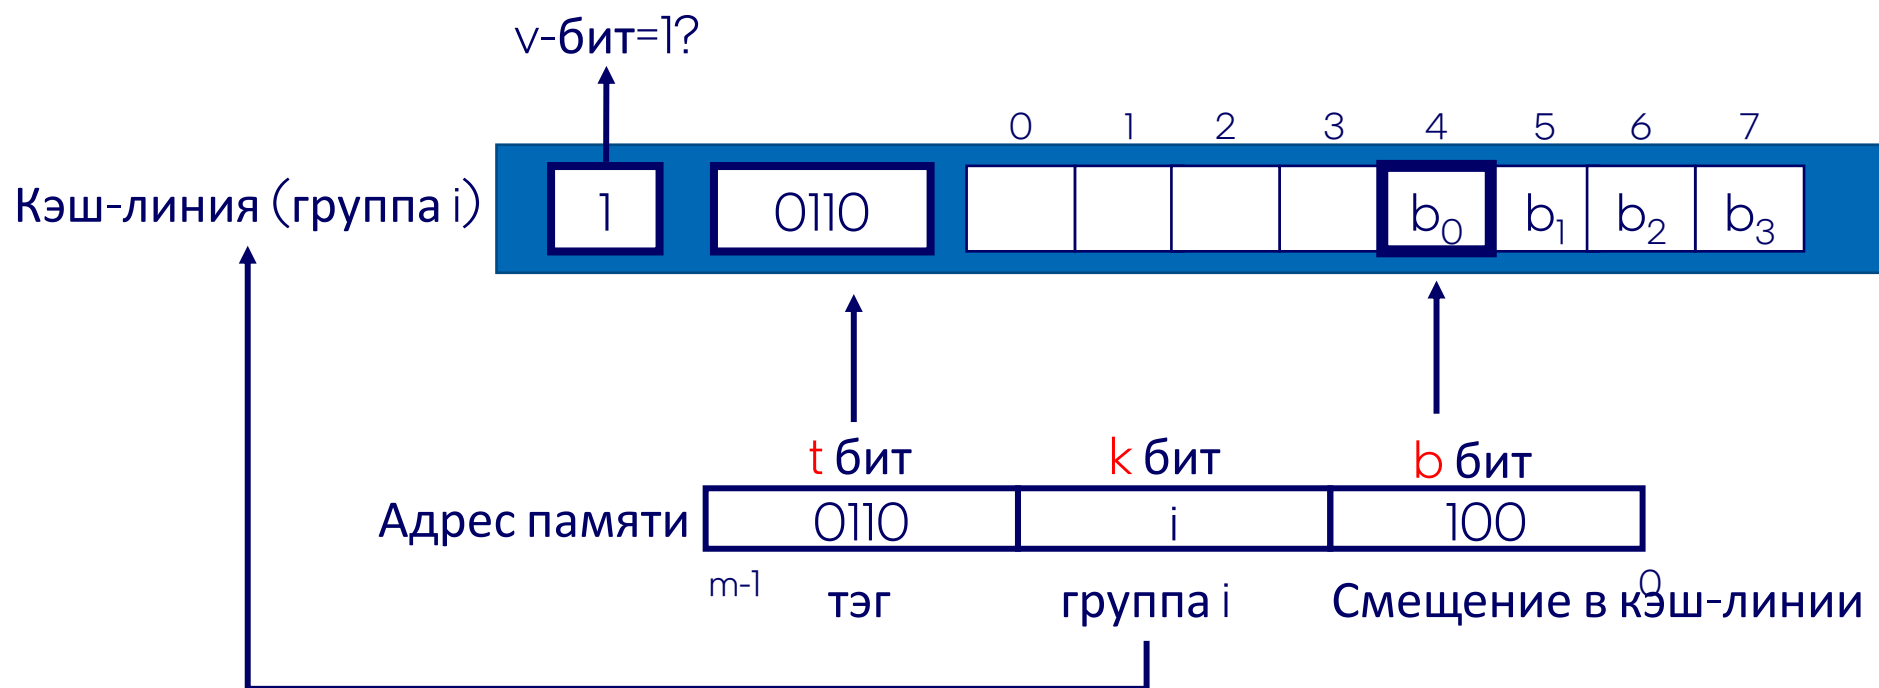 v-бит=1?
0 1 2 3 4 5 6 7
Кэш-линия (группа i) 1 0110 b0 b1 b2 b3
t бит k бит b бит
Адрес памяти 0110 i 100
m-1 0
тэг группа i Смещение в кэш-линии